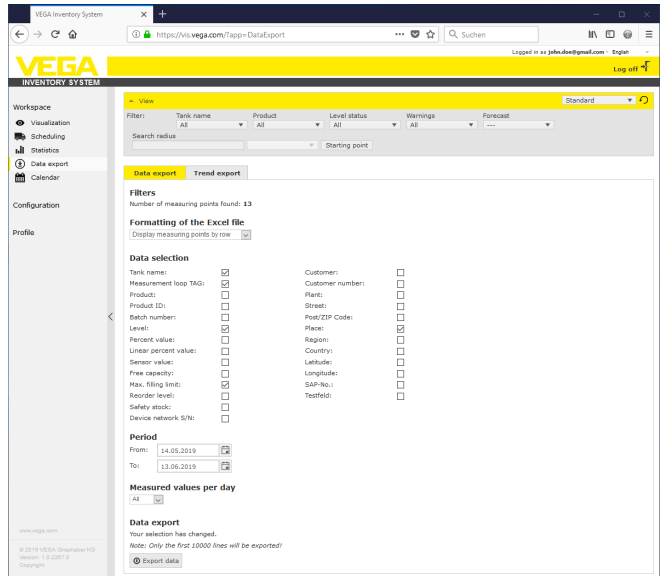 VEGA Inventory System
https://vis.vega.com/?app=DataExport
Suchen
Logged in as john.doe@gmail.com - English
VEGA
INVENTORY SYSTEM
Log off
Workspace
Visualization
Scheduling
Statistics
Data export
Calendar
Configuration
Profile
View
Standard
Filter: Tank name Product Level status Warnings Forecast
All All All All ---
Search radius
Starting point
Data export Trend export
Filters
Number of measuring points found: 13
Formatting of the Excel file
Display measuring points by row
Data selection
Tank name: Customer:
Measurement loop TAG: Customer number:
Product: Plant:
Product ID: Street:
Batch number: Post/ZIP Code:
Level: Place:
Percent value: Region:
Linear percent value: Country:
Sensor value: Latitude:
Free capacity: Longitude:
Max. filling limit: SAP-No.:
Reorder level: Testfeld:
Safety stock:
Device network S/N:
Period
From: 14.05.2019
To: 13.06.2019
Measured values per day
All
Data export
Your selection has changed.
Note: Only the first 10000 lines will be exported!
Export data
www.vega.com
© 2019 VEGA Grieshaber KG
Copyright